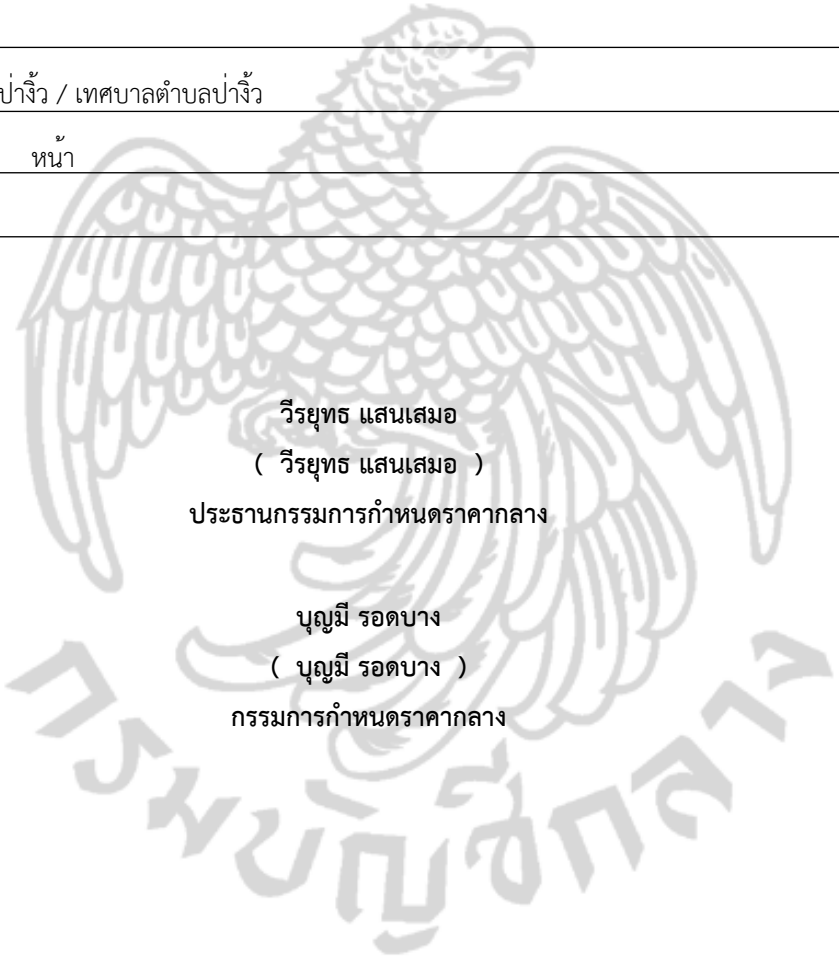 ป่างิ้ว / เทศบาลตำบลป่างิ้ว
หน้า
วีรยุทธ แสนเสมอ
( วีรยุทธ แสนเสมอ )
ประธานกรรมการกำหนดราคากลาง
บุญมี รอดบาง
( บุญมี รอดบาง )
กรรมการกำหนดราคากลาง
กรมบัญชีกลาง